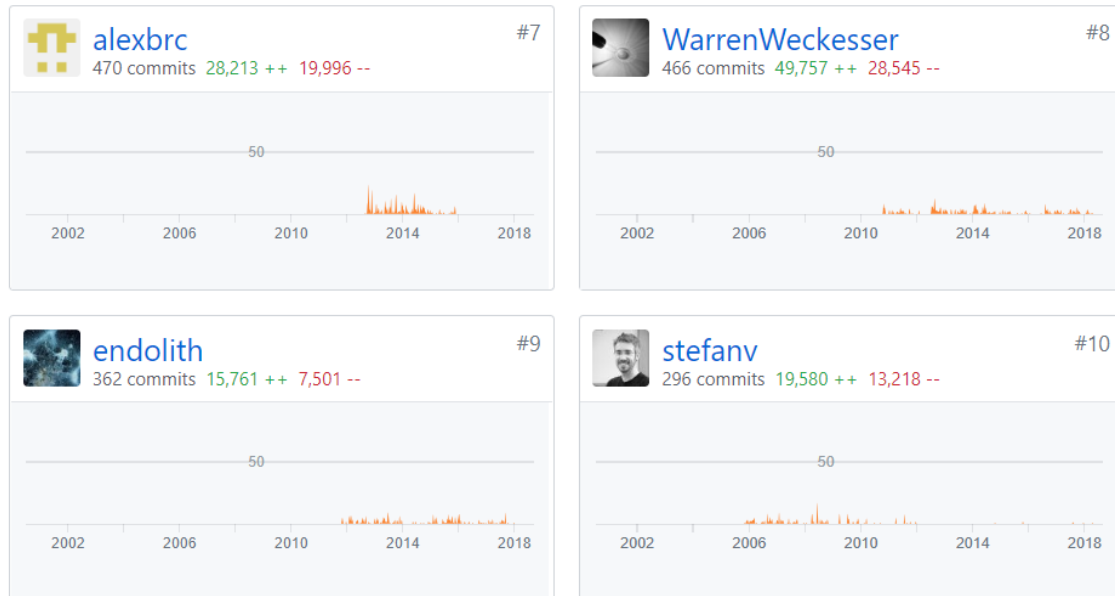 alexbrc #7
470 commits 28,213 ++ 19,996 --
50
2002 2006 2010 2014 2018
WarrenWeckesser #8
466 commits 49,757 ++ 28,545 --
50
2002 2006 2010 2014 2018
endolith #9
362 commits 15,761 ++ 7,501 --
50
2002 2006 2010 2014 2018
stefanv #10
296 commits 19,580 ++ 13,218 --
50
2002 2006 2010 2014 2018